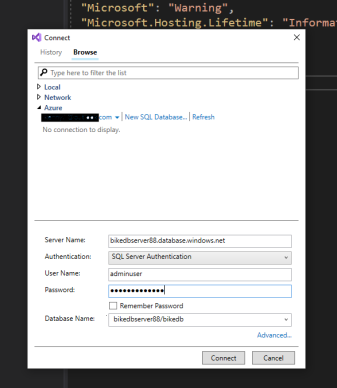 "Microsoft": "Warning",
"Microsoft.Hosting.Lifetime": "Informat
Connect
History Browse
Type here to filter the list
Local
Network
Azure
com New SQL Database... Refresh
No connection to display.
Server Name: bikedbserver88.database.windows.net
Authentication: SQL Server Authentication
User Name: adminuser
Password: ●●●●●●●●●●●●●
Remember Password
Database Name: bikedbserver88/bikedb
Advanced...
Connect Cancel